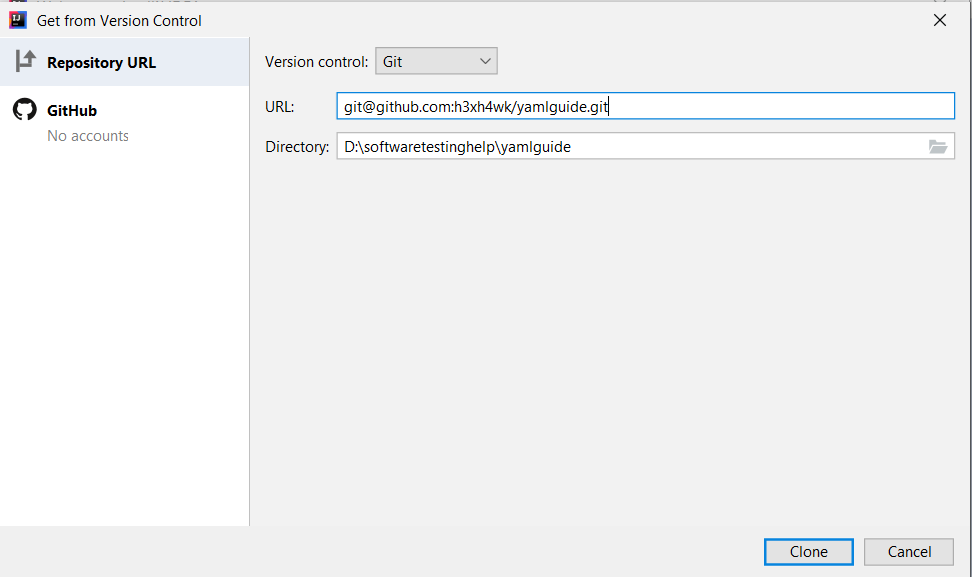 Get from Version Control
Repository URL
GitHub
No accounts
Version control: Git
URL: git@github.com:h3xh4wk/yamlguide.git
Directory: D:\softwaretestinghelp\yamlguide
Clone Cancel